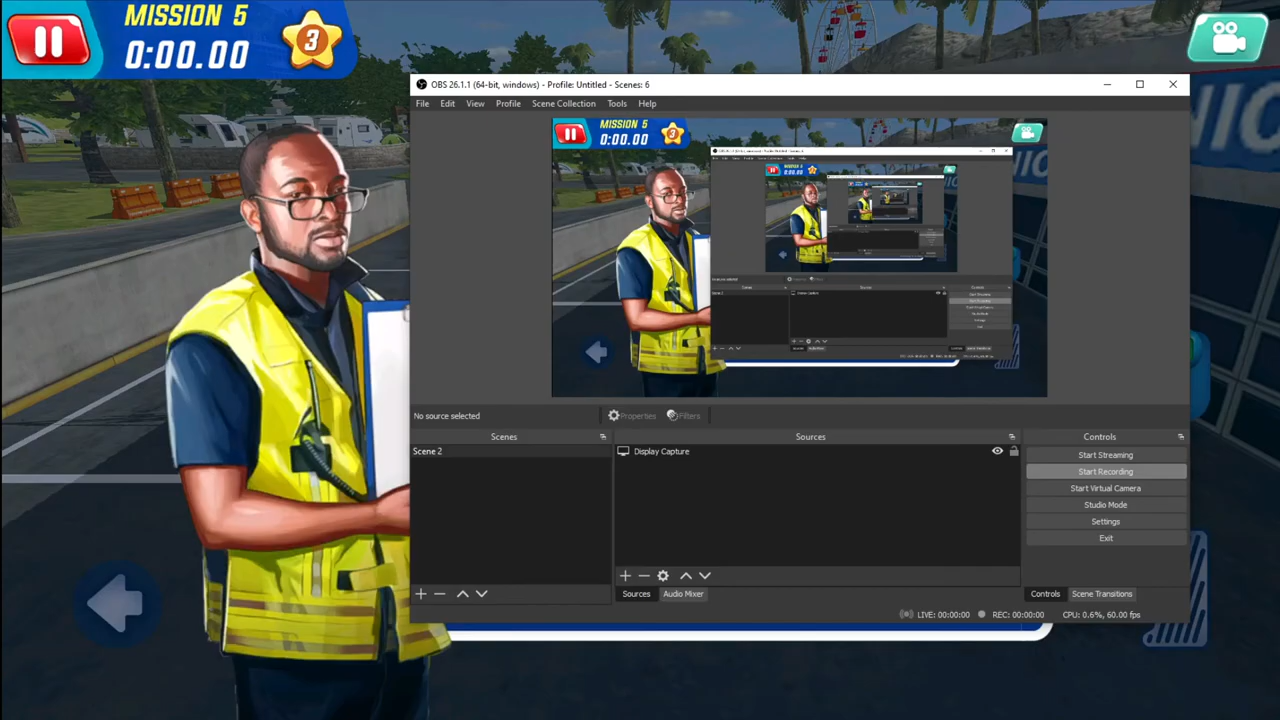 MISSION 5
0:00.00
3
OBS 26.1.1 (64-bit, windows) - Profile: Untitled - Scenes: 6
File Edit View Profile Scene Collection Tools Help
MISSION 5
0:00.00
3
No source selected
Properties Filters
Scenes
Sources
Controls
Scene 2
Display Capture
Start Streaming
Start Recording
Start Virtual Camera
Studio Mode
Settings
Exit
Sources Audio Mixer
Controls Scene Transitions
LIVE: 00:00:00 REC: 00:00:00 CPU: 0.6%, 60.00 fps